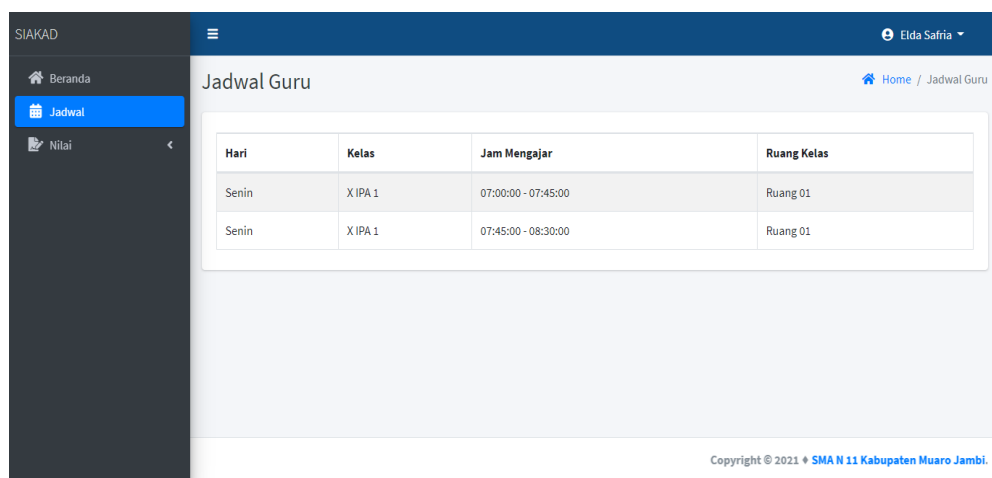 SIAKAD
Elda Safria
Beranda
Jadwal
Nilai
Jadwal Guru
Home / Jadwal Guru
Hari Kelas Jam Mengajar Ruang Kelas
Senin X IPA 1 07:00:00 - 07:45:00 Ruang 01
Senin X IPA 1 07:45:00 - 08:30:00 Ruang 01
Copyright © 2021 ♦ SMA N 11 Kabupaten Muaro Jambi.